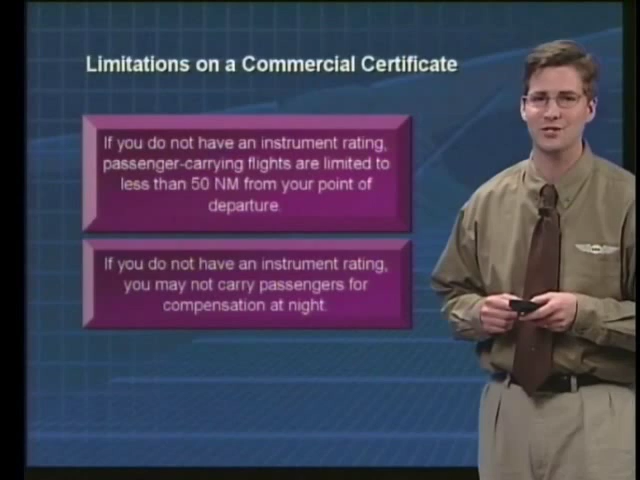 Limitations on a Commercial Certificate
If you do not have an instrument rating,
passenger-carrying flights are limited to
less than 50 NM from your point of
departure.
If you do not have an instrument rating,
you may not carry passengers for
compensation at night.